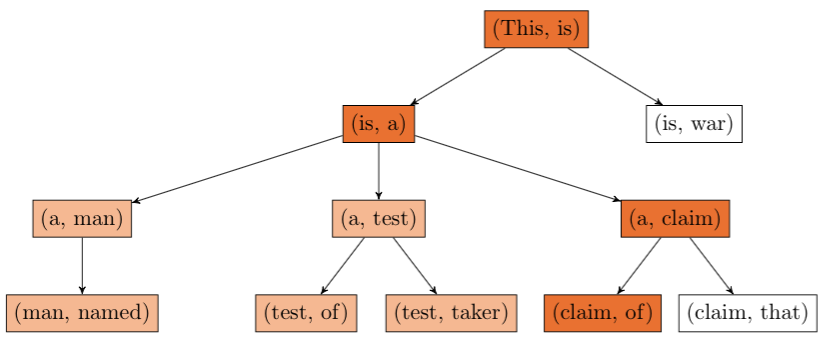 (This, is)
(is, a)
(is, war)
(a, man)
(a, test)
(a, claim)
(man, named)
(test, of)
(test, taker)
(claim, of)
(claim, that)